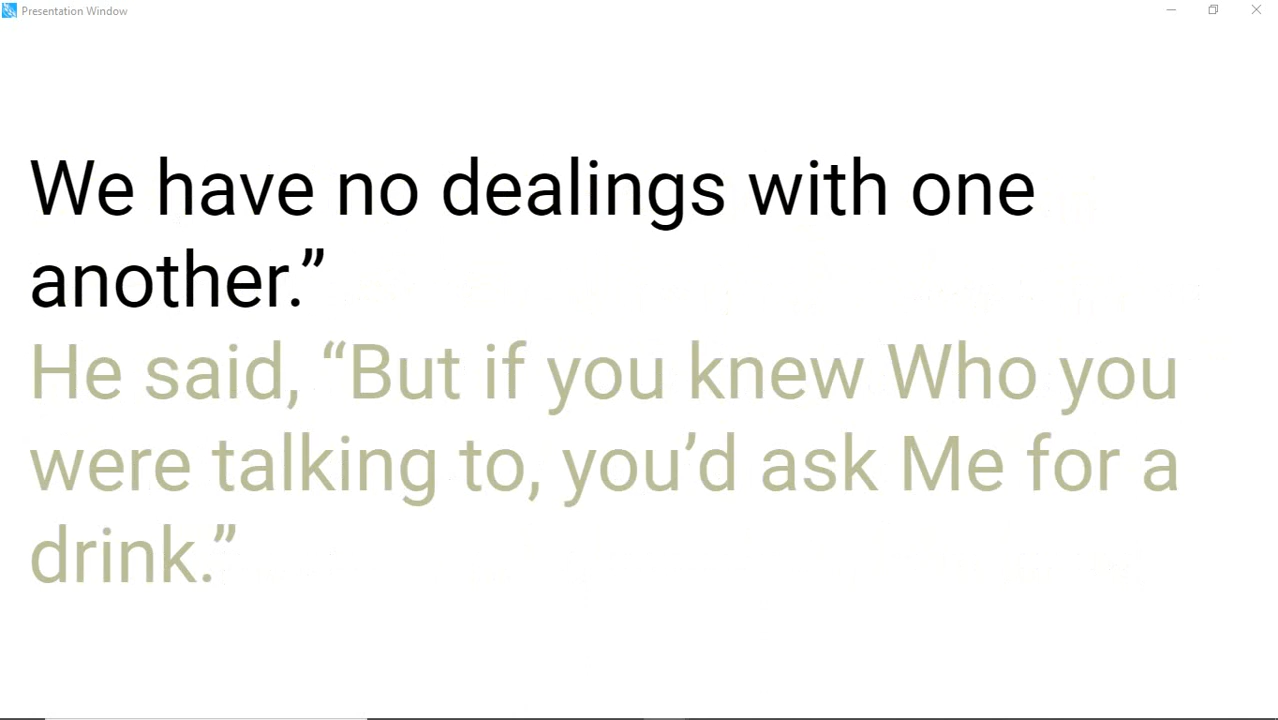 Presentation Window
We have no dealings with one
another.”
He said, “But if you knew Who you
were talking to, you’d ask Me for a
drink.”